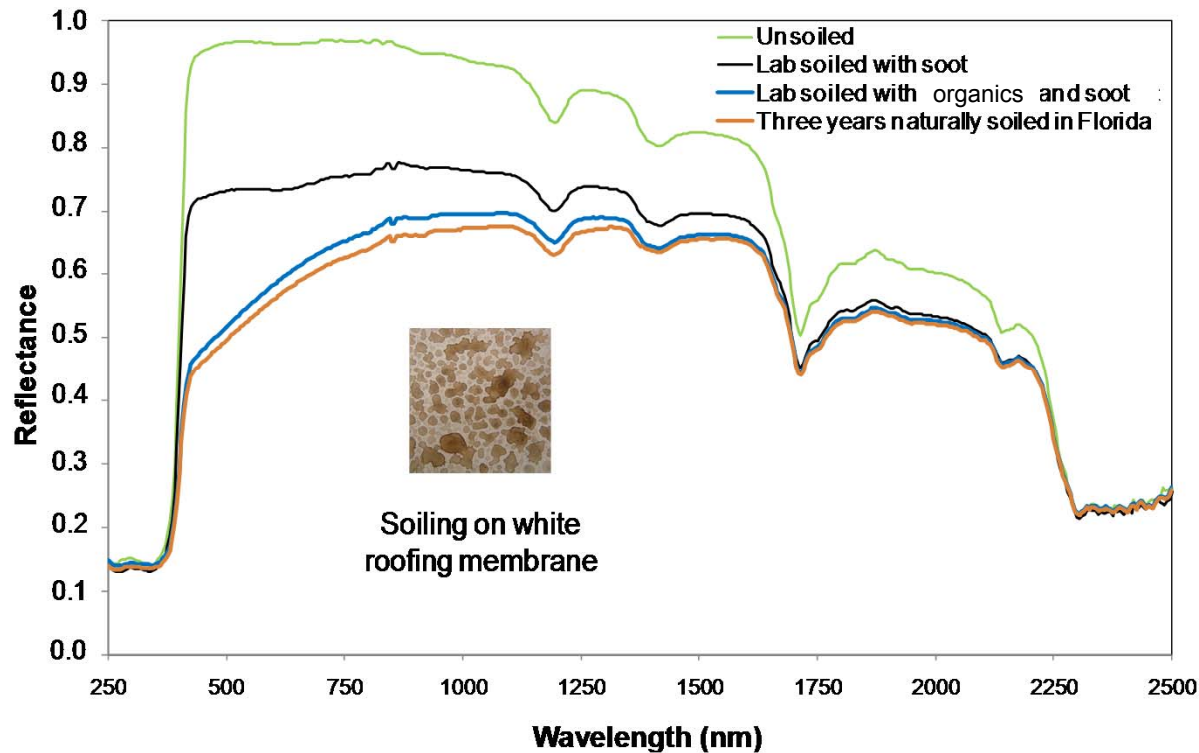 1.0
0.9
0.8
0.7
0.6
0.5
0.4
0.3
0.2
0.1
0.0
Reflectance
Unsoiled
Lab soiled with soot
Lab soiled with organics and soot :
Three years naturally soiled in Florida
Soiling on white
roofing membrane
250 500 750 1000 1250 1500 1750 2000 2250 2500
Wavelength (nm)